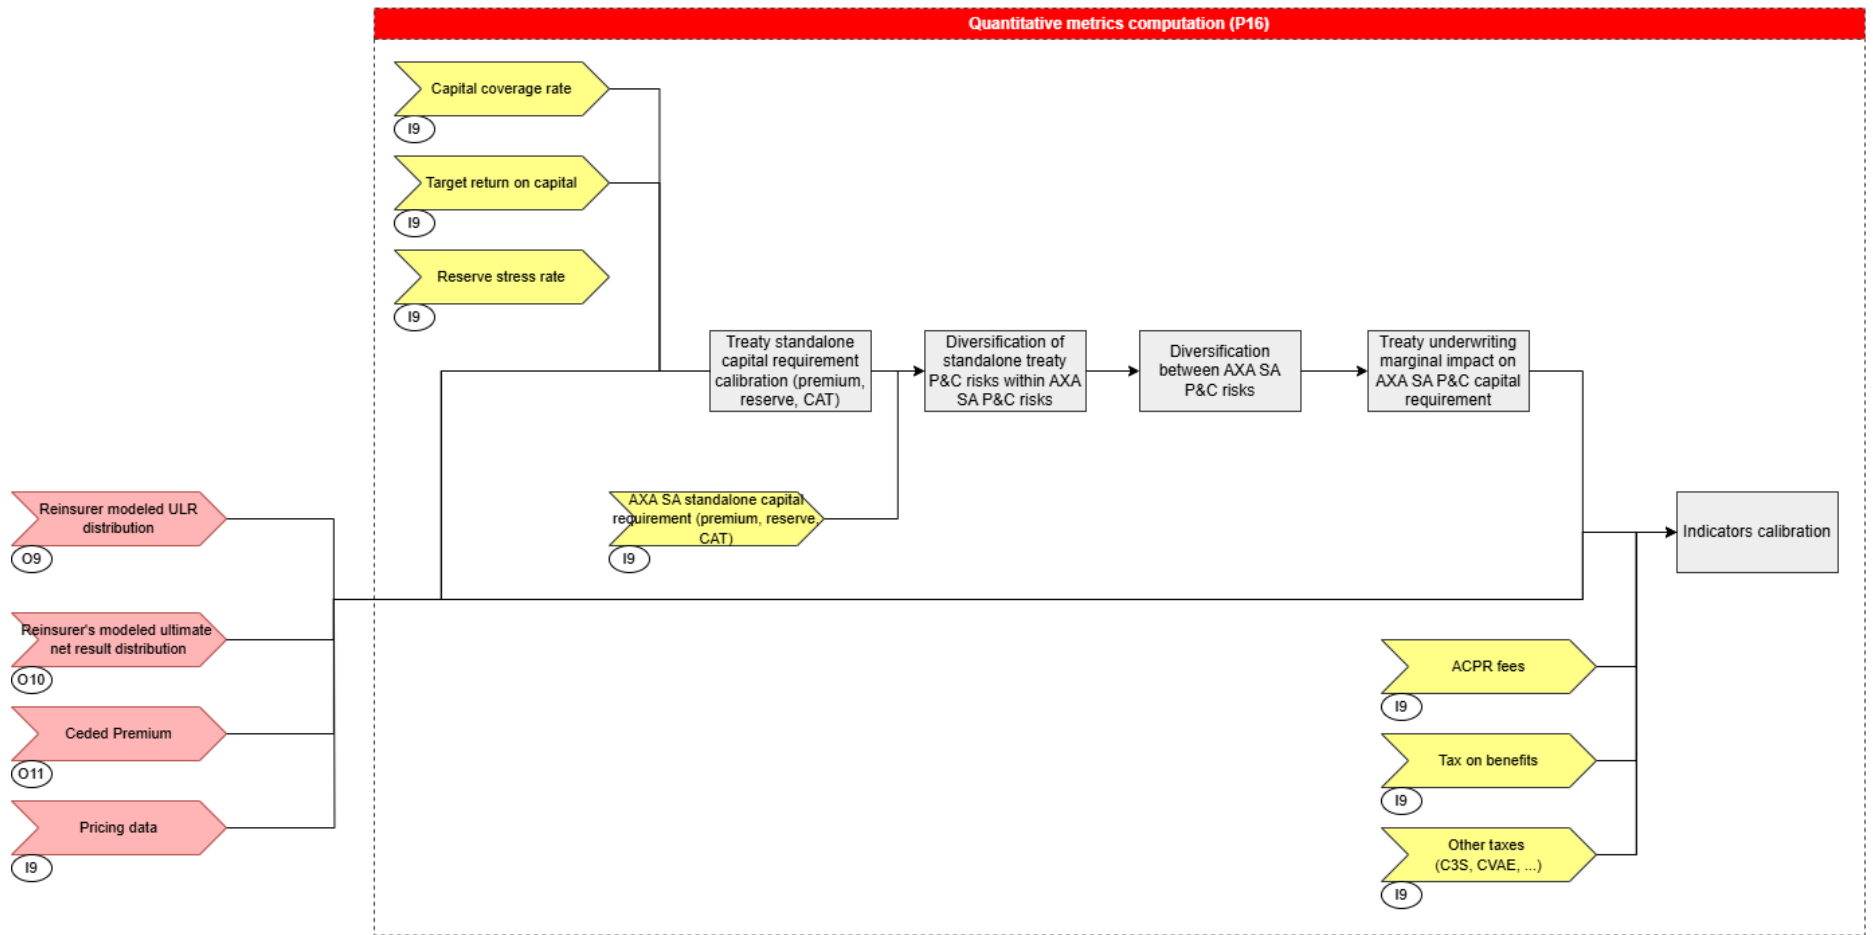 Quantitative metrics computation (P16)
Capital coverage rate
I9
Target return on capital
I9
Reserve stress rate
I9
Treaty standalone
capital requirement
calibration (premium,
reserve, CAT)
Diversification of
standalone treaty
P&C risks within AXA
SA P&C risks
Diversification
between AXA SA
P&C risks
Treaty underwriting
marginal impact on
AXA SA P&C capital
requirement
AXA SA standalone capital
requirement (premium, reserve,
CAT)
I9
Indicators calibration
Reinsurer modeled ULR
distribution
O9
Reinsurer's modeled ultimate
net result distribution
O10
Ceded Premium
O11
Pricing data
I9
ACPR fees
I9
Tax on benefits
I9
Other taxes
(C3S, CVAE, ...)
I9